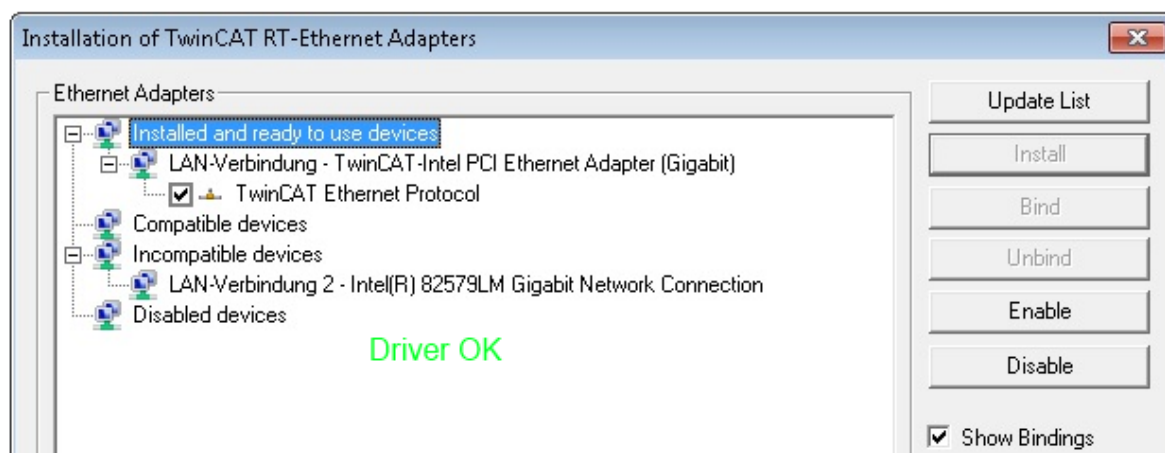 Installation of TwinCAT RT-Ethernet Adapters
Ethernet Adapters
Update List
Installed and ready to use devices
LAN-Verbindung - TwinCAT-Intel PCI Ethernet Adapter (Gigabit)
Install
TwinCAT Ethernet Protocol
Bind
Compatible devices
Incompatible devices
Unbind
LAN-Verbindung 2 - Intel(R) 82579LM Gigabit Network Connection
Disabled devices
Enable
Driver OK
Disable
Show Bindings